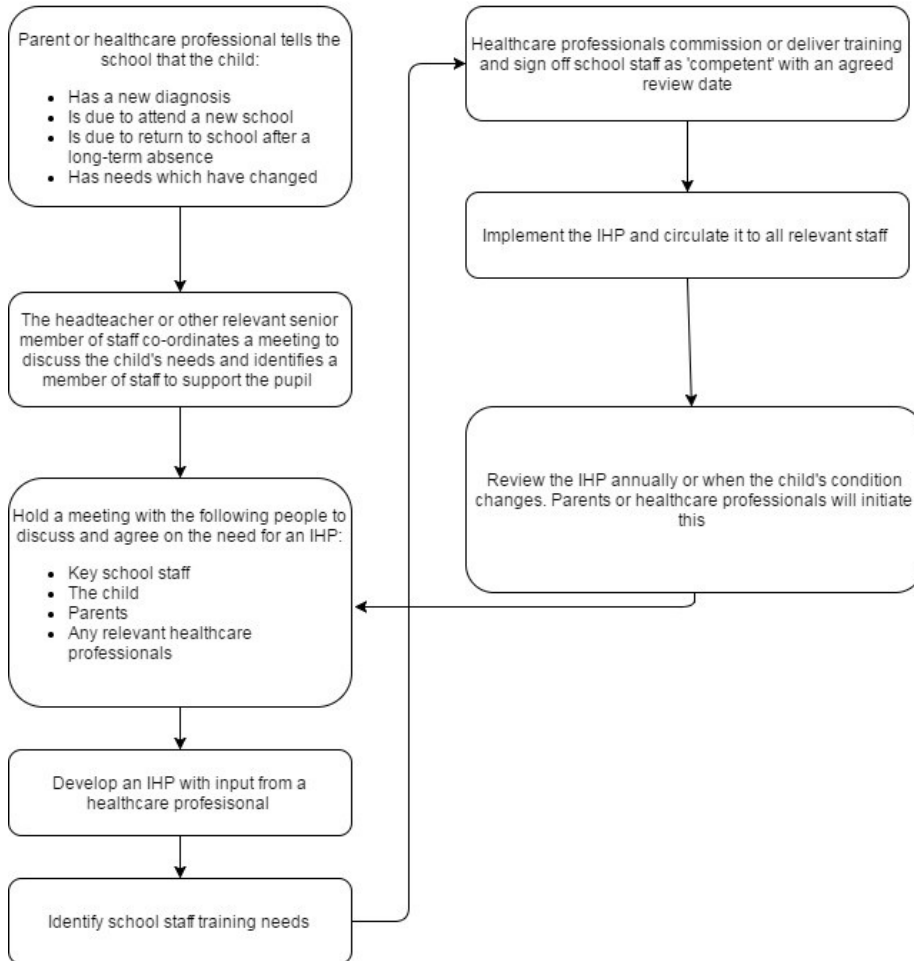 Parent or healthcare professional tells the
school that the child:
• Has a new diagnosis
• Is due to attend a new school
• Is due to return to school after a
long-term absence
• Has needs which have changed
The headteacher or other relevant senior
member of staff co-ordinates a meeting to
discuss the child's needs and identifies a
member of staff to support the pupil
Hold a meeting with the following people to
discuss and agree on the need for an IHP:
• Key school staff
• The child
• Parents
• Any relevant healthcare
professionals
Develop an IHP with input from a
healthcare profesisonal
Identify school staff training needs
Healthcare professionals commission or deliver training
and sign off school staff as 'competent' with an agreed
review date
Implement the IHP and circulate it to all relevant staff
Review the IHP annually or when the child's condition
changes. Parents or healthcare professionals will initiate
this